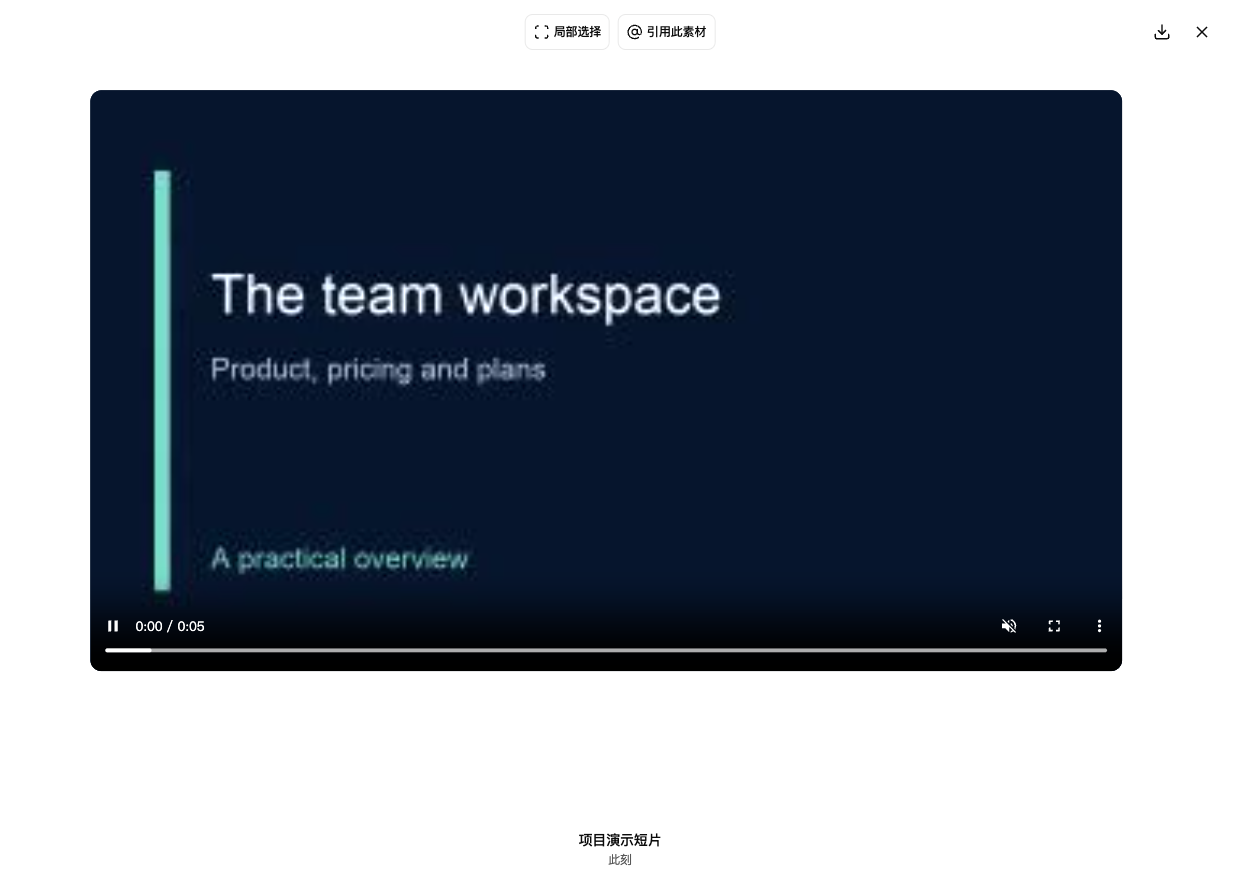 局部选择
引用此素材
The team workspace
Product, pricing and plans
A practical overview
0:00 / 0:05
项目演示短片
此刻